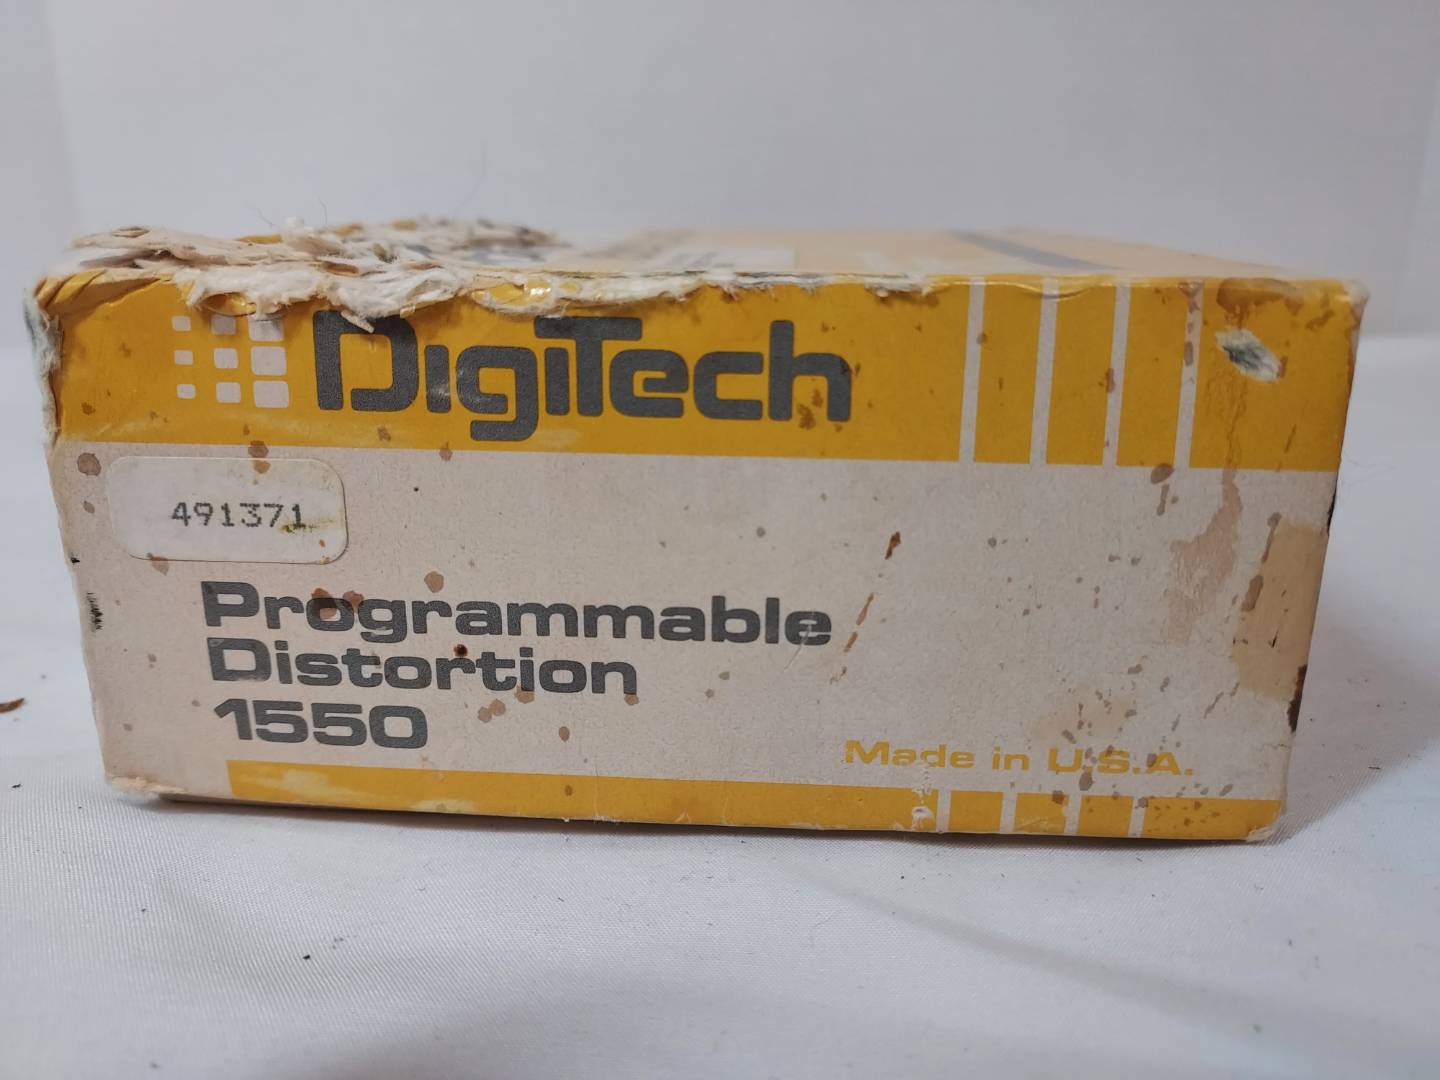 DigiTech
491371
Programmable
Distortion
1550
Made in U.S.A.